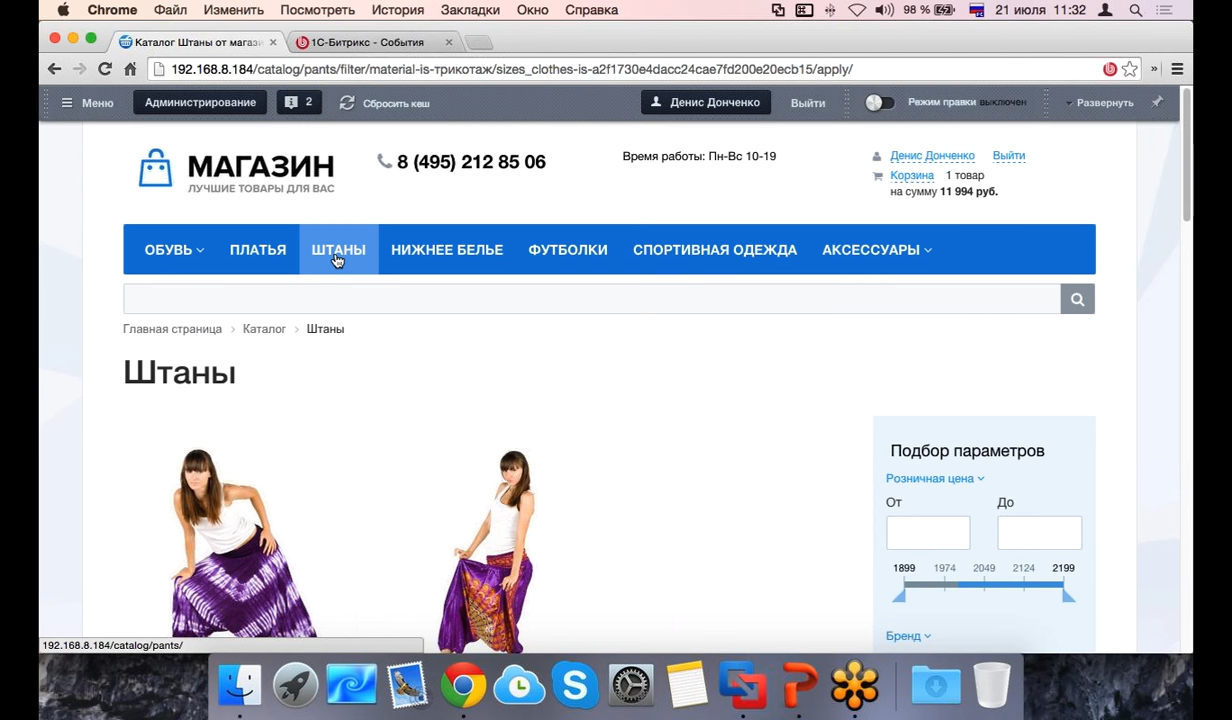 Chrome Файл Изменить Посмотреть История Закладки Окно Справка 98 % 21 июля 11:32
Каталог Штаны от магази
1С-Битрикс - События
192.168.8.184/catalog/pants/filter/material-is-трикотаж/sizes_clothes-is-a2f1730e4dacc24cae7fd200e20ecb15/apply/
Меню Администрирование 2 Сбросить кеш Денис Донченко Выйти Режим правки выключен Развернуть
МАГАЗИН
ЛУЧШИЕ ТОВАРЫ ДЛЯ ВАС
8 (495) 212 85 06
Время работы: Пн-Вс 10-19
Денис Донченко Выйти
Корзина 1 товар
на сумму 11 994 руб.
ОБУВЬ ПЛАТЬЯ ШТАНЫ НИЖНЕЕ БЕЛЬЕ ФУТБОЛКИ СПОРТИВНАЯ ОДЕЖДА АКСЕССУАРЫ
Главная страница Каталог Штаны
Штаны
Подбор параметров
Розничная цена
От До
1899 1974 2049 2124 2199
Бренд
192.168.8.184/catalog/pants/